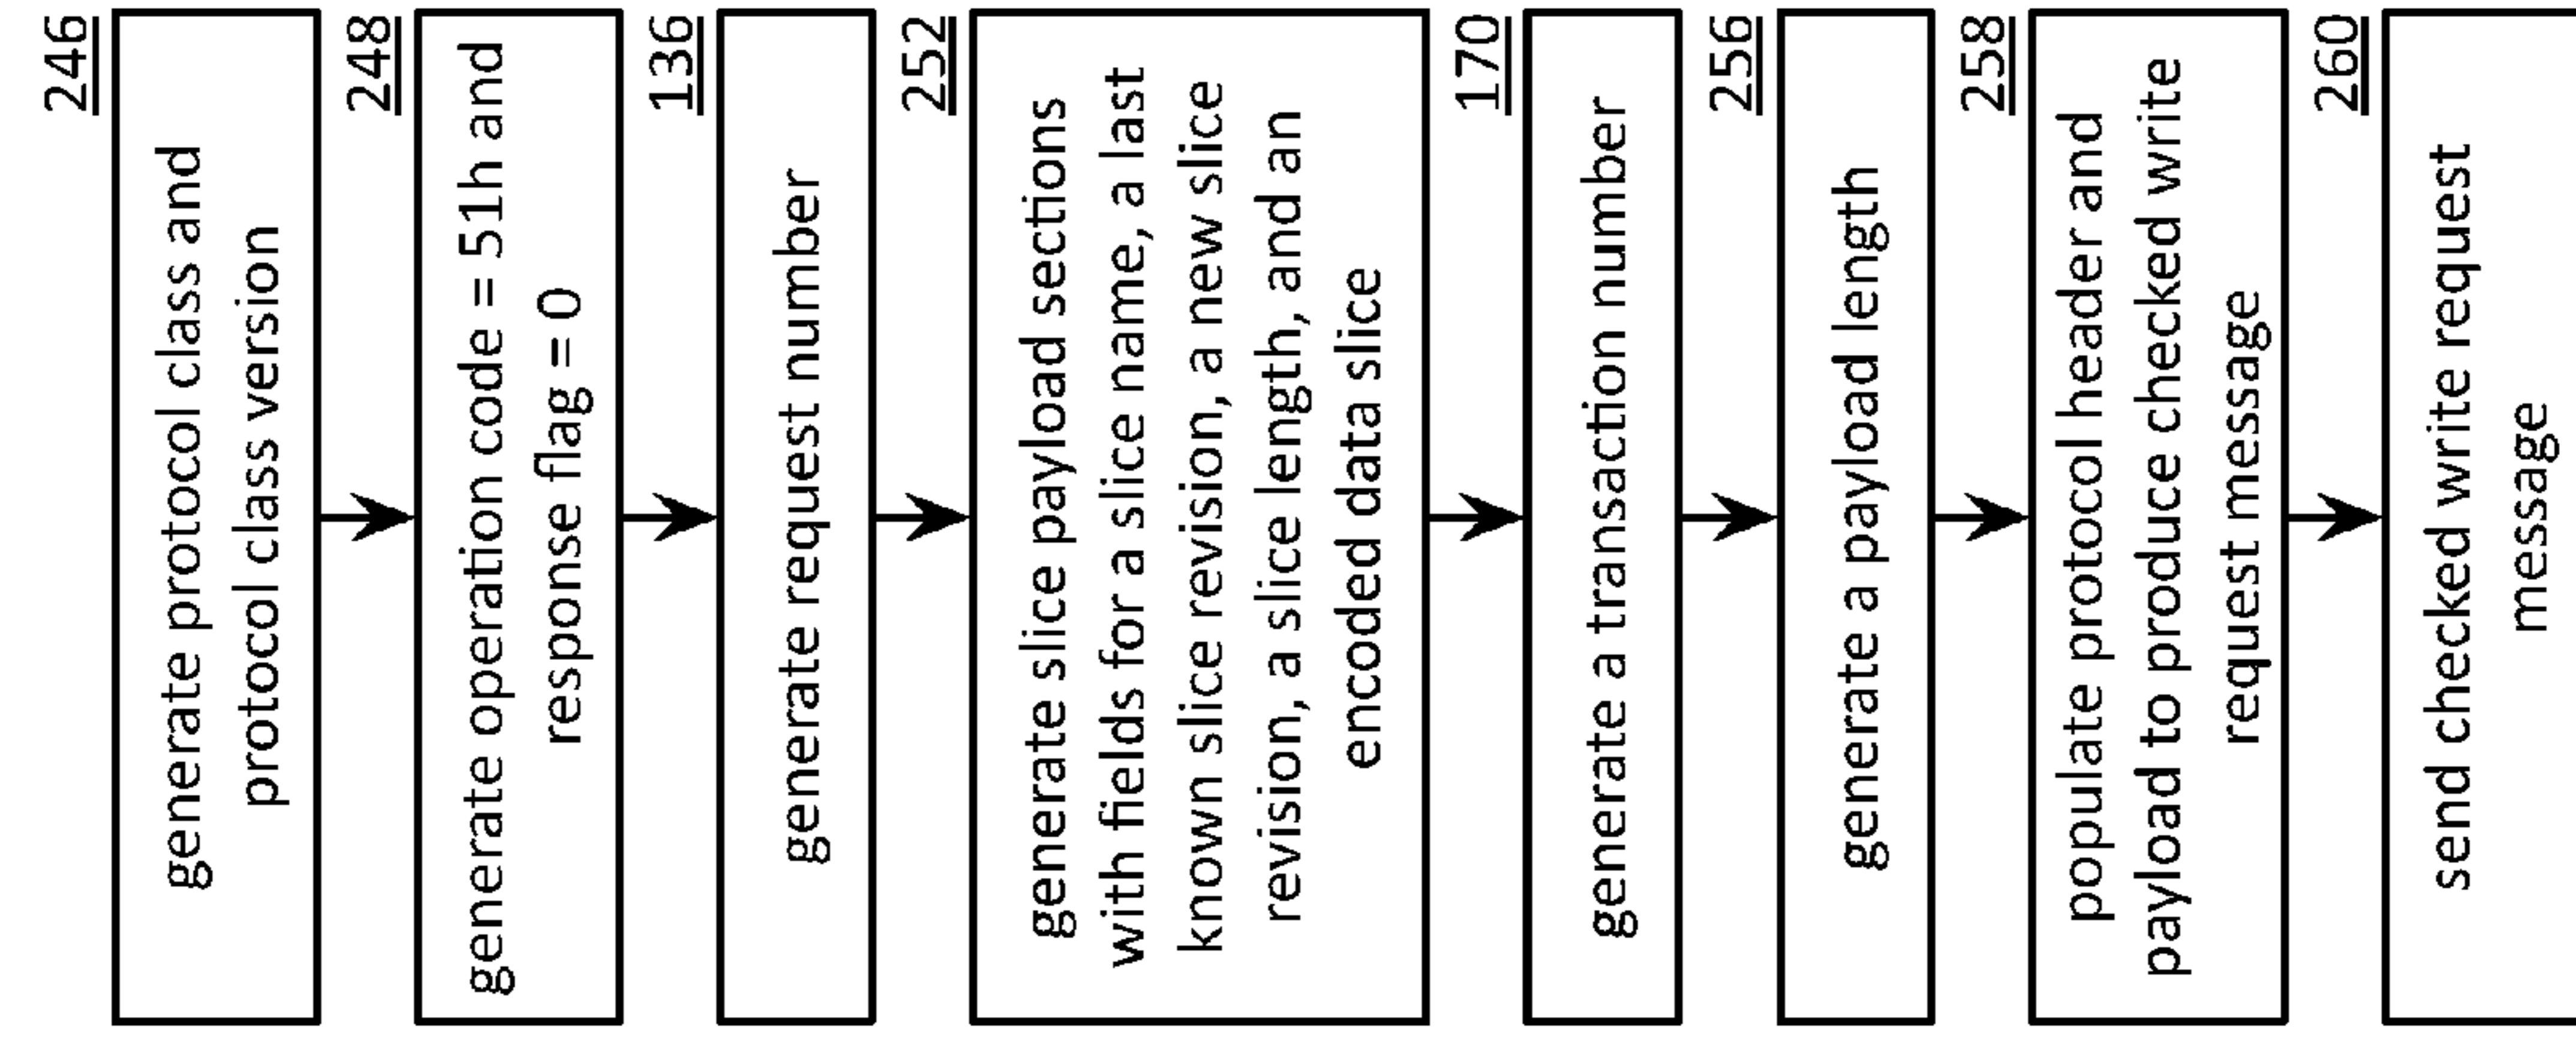 246
generate protocol class and
protocol class version
248
generate operation code = 51h and
response flag = 0
136
generate request number
252
generate slice payload sections
with fields for a slice name, a last
known slice revision, a new slice
revision, a slice length, and an
encoded data slice
170
generate a transaction number
256
generate a payload length
258
populate protocol header and
payload to produce checked write
request message
260
send checked write request
message